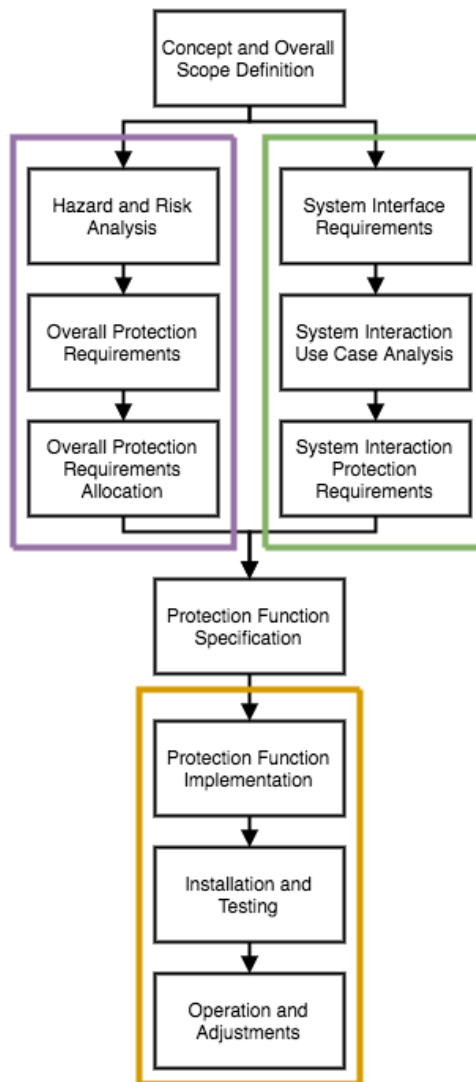 Concept and Overall
Scope Definition
Hazard and Risk
Analysis
Overall Protection
Requirements
Overall Protection
Requirements
Allocation
System Interface
Requirements
System Interaction
Use Case Analysis
System Interaction
Protection
Requirements
Protection Function
Specification
Protection Function
Implementation
Installation and
Testing
Operation and
Adjustments